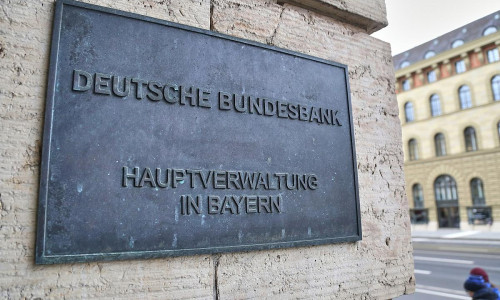 DEUTSCHE BUNDESBANK
HAUPTVERWALTUNG
IN BAYERN